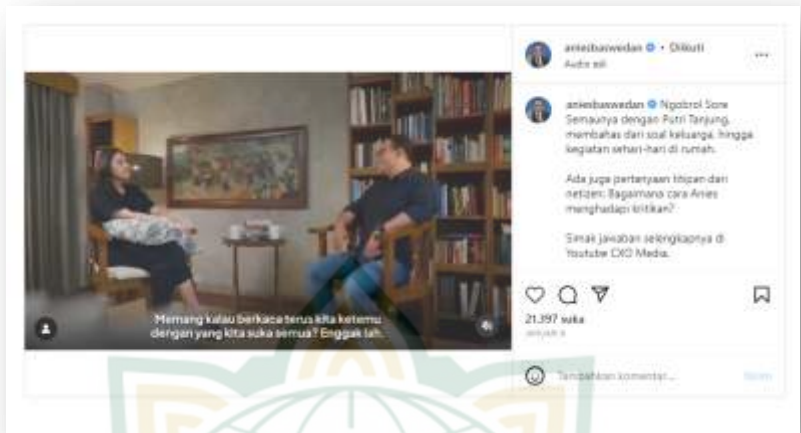 aniesbaswedan • Diikuti
Audio asli
aniesbaswedan Ngobrol Sore
Semaunya dengan Putri Tanjung,
membahas dari soal keluarga, hingga
kegiatan sehari-hari di rumah.
Ada juga pertanyaan titipan dari
netizen: Bagaimana cara Anies
menghadapi kritikan?
Simak jawaban selengkapnya di
Youtube CXO Media.
21.397 suka
Tambahkan komentar...
Memang kalau berkaca terus kita ketemu
dengan yang kita suka semua? Enggak lah.